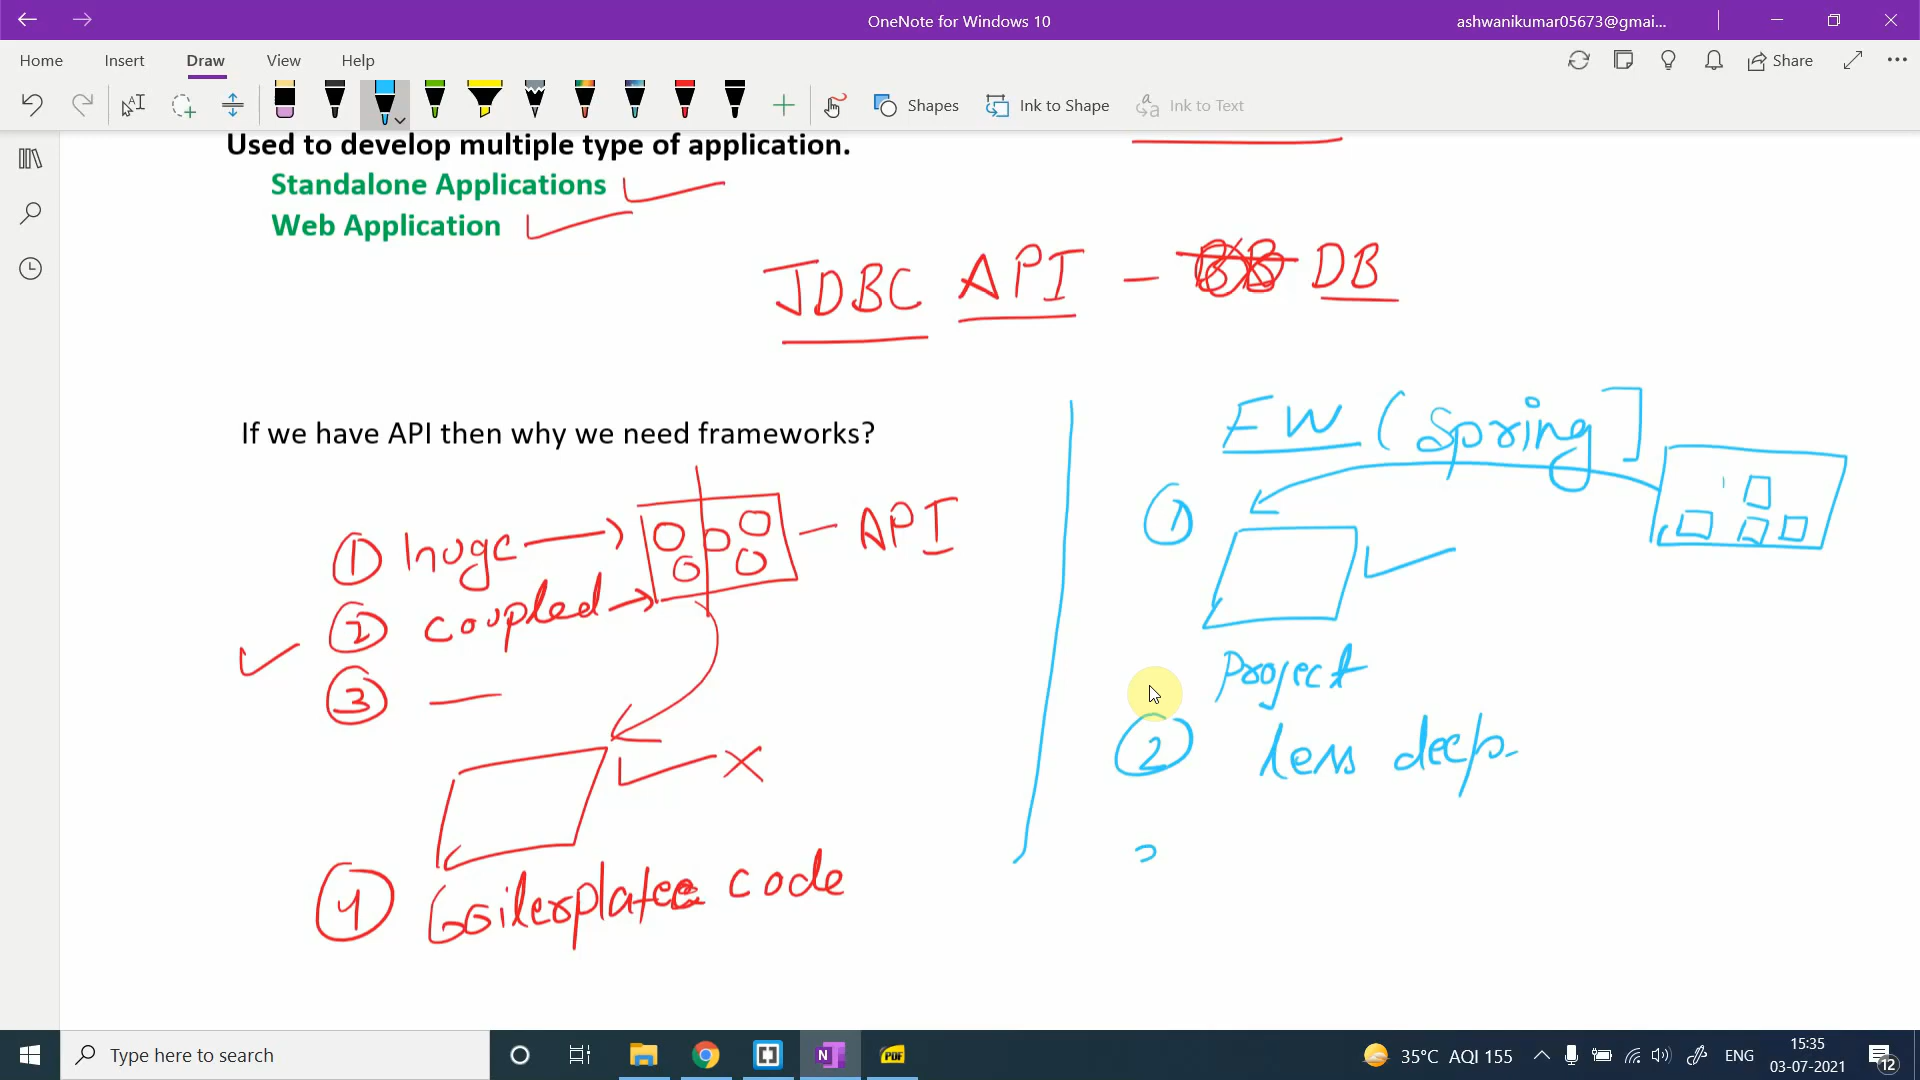 OneNote for Windows 10
ashwanikumar05673@gmai...
Home Insert Draw View Help
Share
Shapes
Ink to Shape
Ink to Text
Used to develop multiple type of application.
Standalone Applications
Web Application
JDBC API - DB
If we have API then why we need frameworks?
① huge
API
② coupled
③
④ boilerplate code
FW (Spring]
①
Project
② less deep.
Type here to search
PDF
35°C AQI 155
ENG
15:35
03-07-2021
12